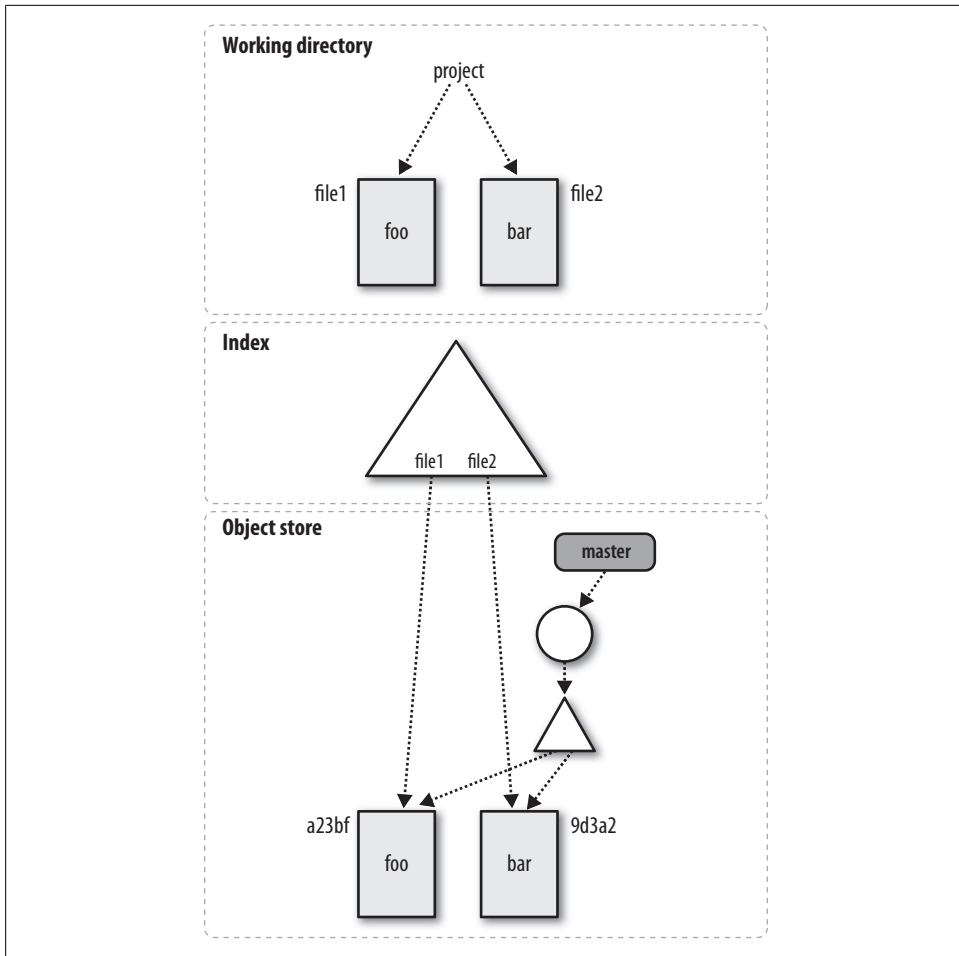 Working directory
project
file1
foo
bar
file2
Index
file1 file2
Object store
master
a23bf
foo
bar
9d3a2